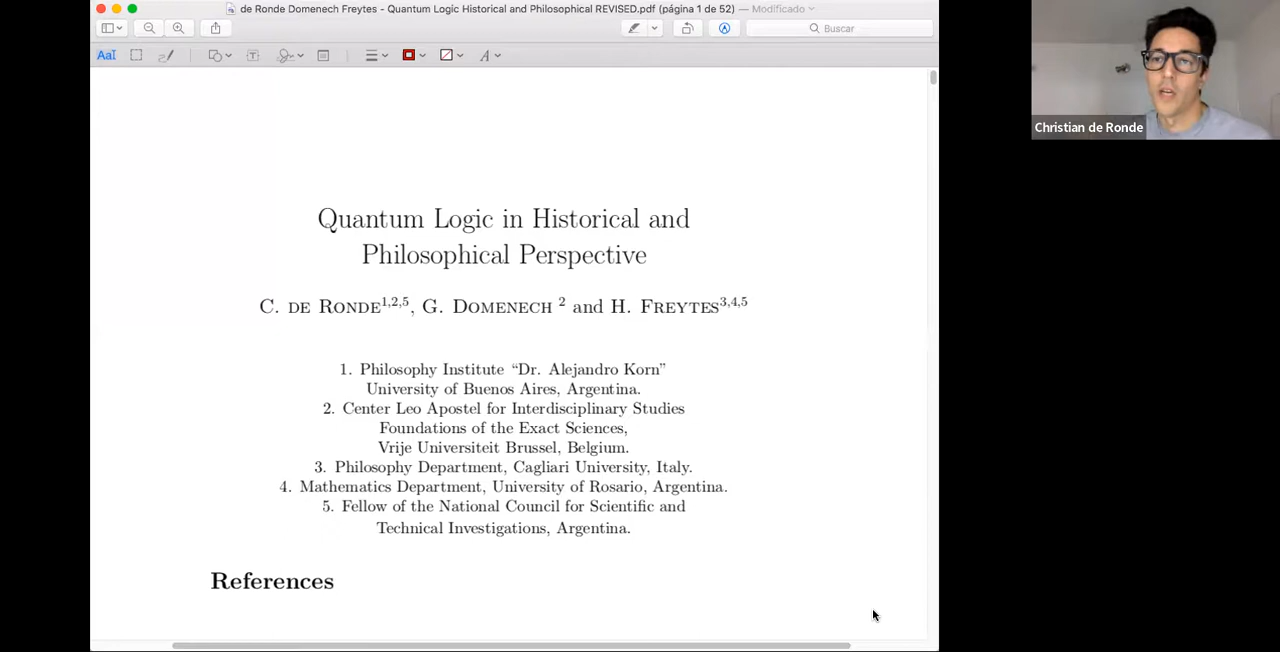 de Ronde Domenech Freytes - Quantum Logic Historical and Philosophical REVISED.pdf (página 1 de 52) — Modificado
Buscar
AaI
A
Christian de Ronde
Quantum Logic in Historical and
Philosophical Perspective
C. DE RONDE1,2,5, G. DOMENECH 2 and H. FREYTES3,4,5
1. Philosophy Institute “Dr. Alejandro Korn”
University of Buenos Aires, Argentina.
2. Center Leo Apostel for Interdisciplinary Studies
Foundations of the Exact Sciences,
Vrije Universiteit Brussel, Belgium.
3. Philosophy Department, Cagliari University, Italy.
4. Mathematics Department, University of Rosario, Argentina.
5. Fellow of the National Council for Scientific and
Technical Investigations, Argentina.
References